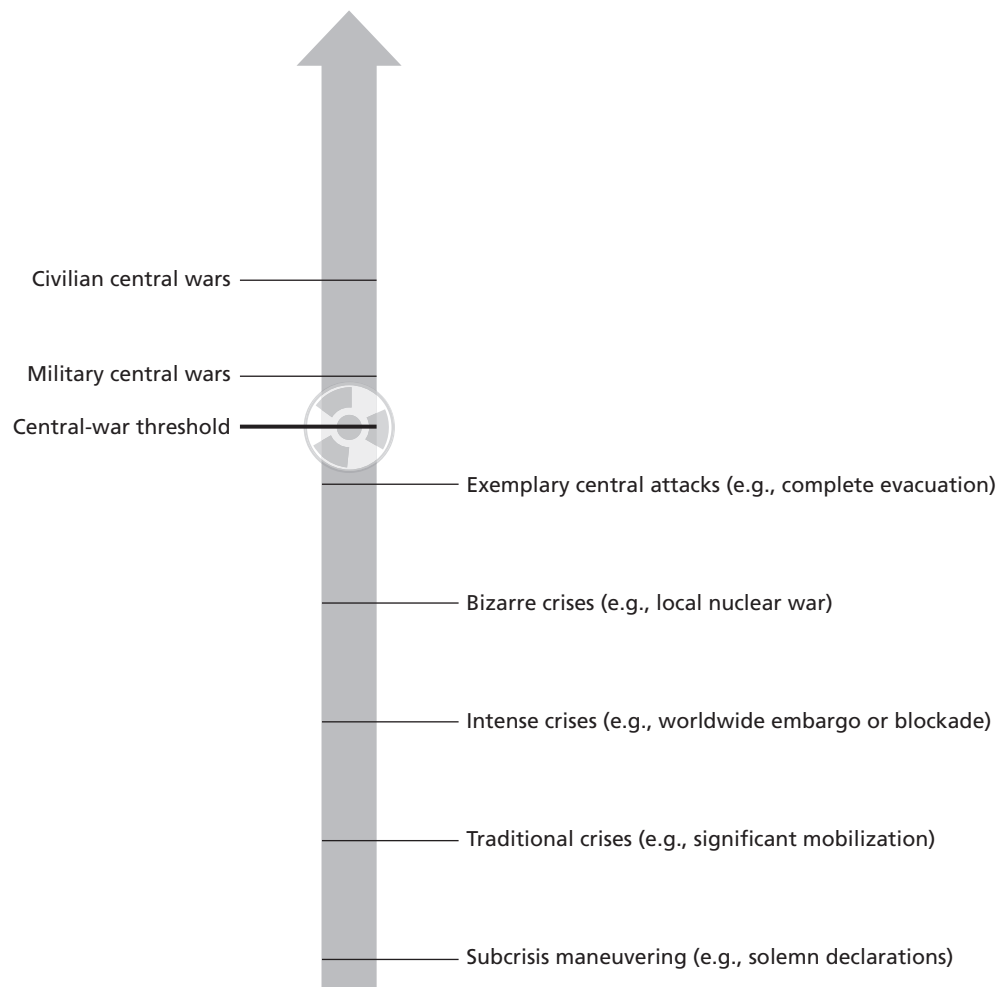 Civilian central wars
Military central wars
Central-war threshold
Exemplary central attacks (e.g., complete evacuation)
Bizarre crises (e.g., local nuclear war)
Intense crises (e.g., worldwide embargo or blockade)
Traditional crises (e.g., significant mobilization)
Subcrisis maneuvering (e.g., solemn declarations)